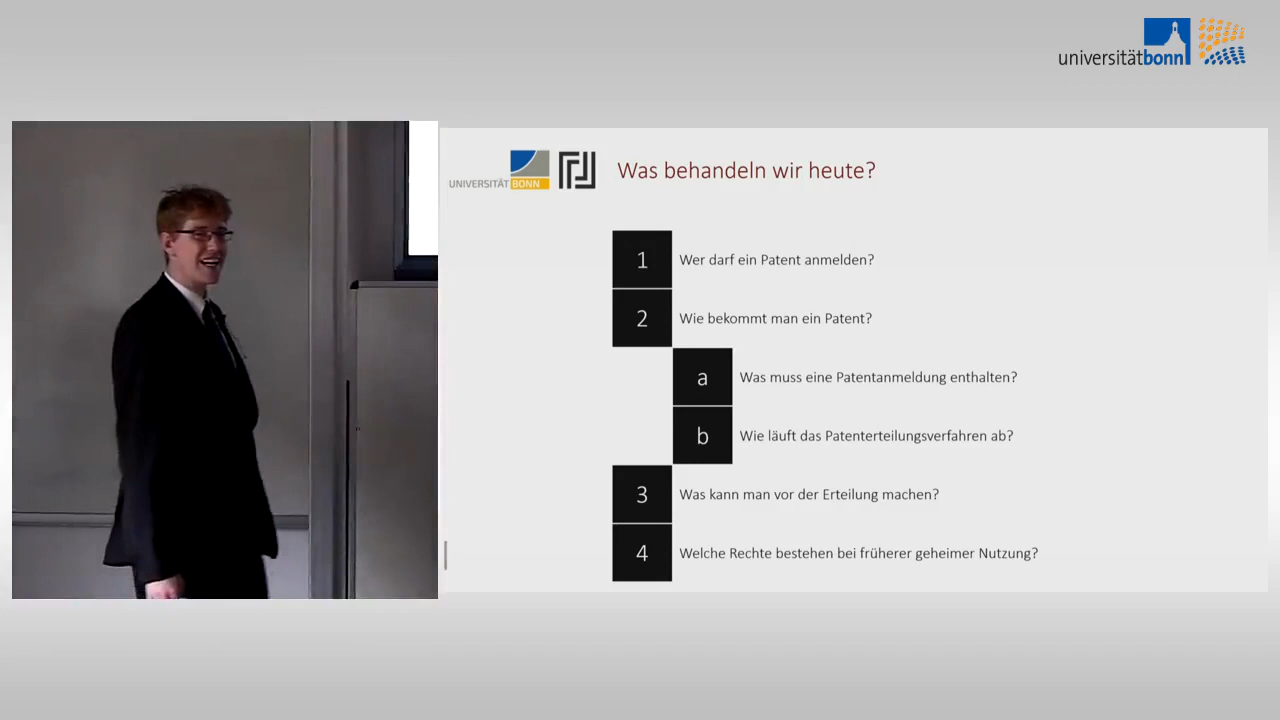 universitätbonn
UNIVERSITÄT BONN
Was behandeln wir heute?
1 Wer darf ein Patent anmelden?
2 Wie bekommt man ein Patent?
a Was muss eine Patentanmeldung enthalten?
b Wie läuft das Patenterteilungsverfahren ab?
3 Was kann man vor der Erteilung machen?
4 Welche Rechte bestehen bei früherer geheimer Nutzung?